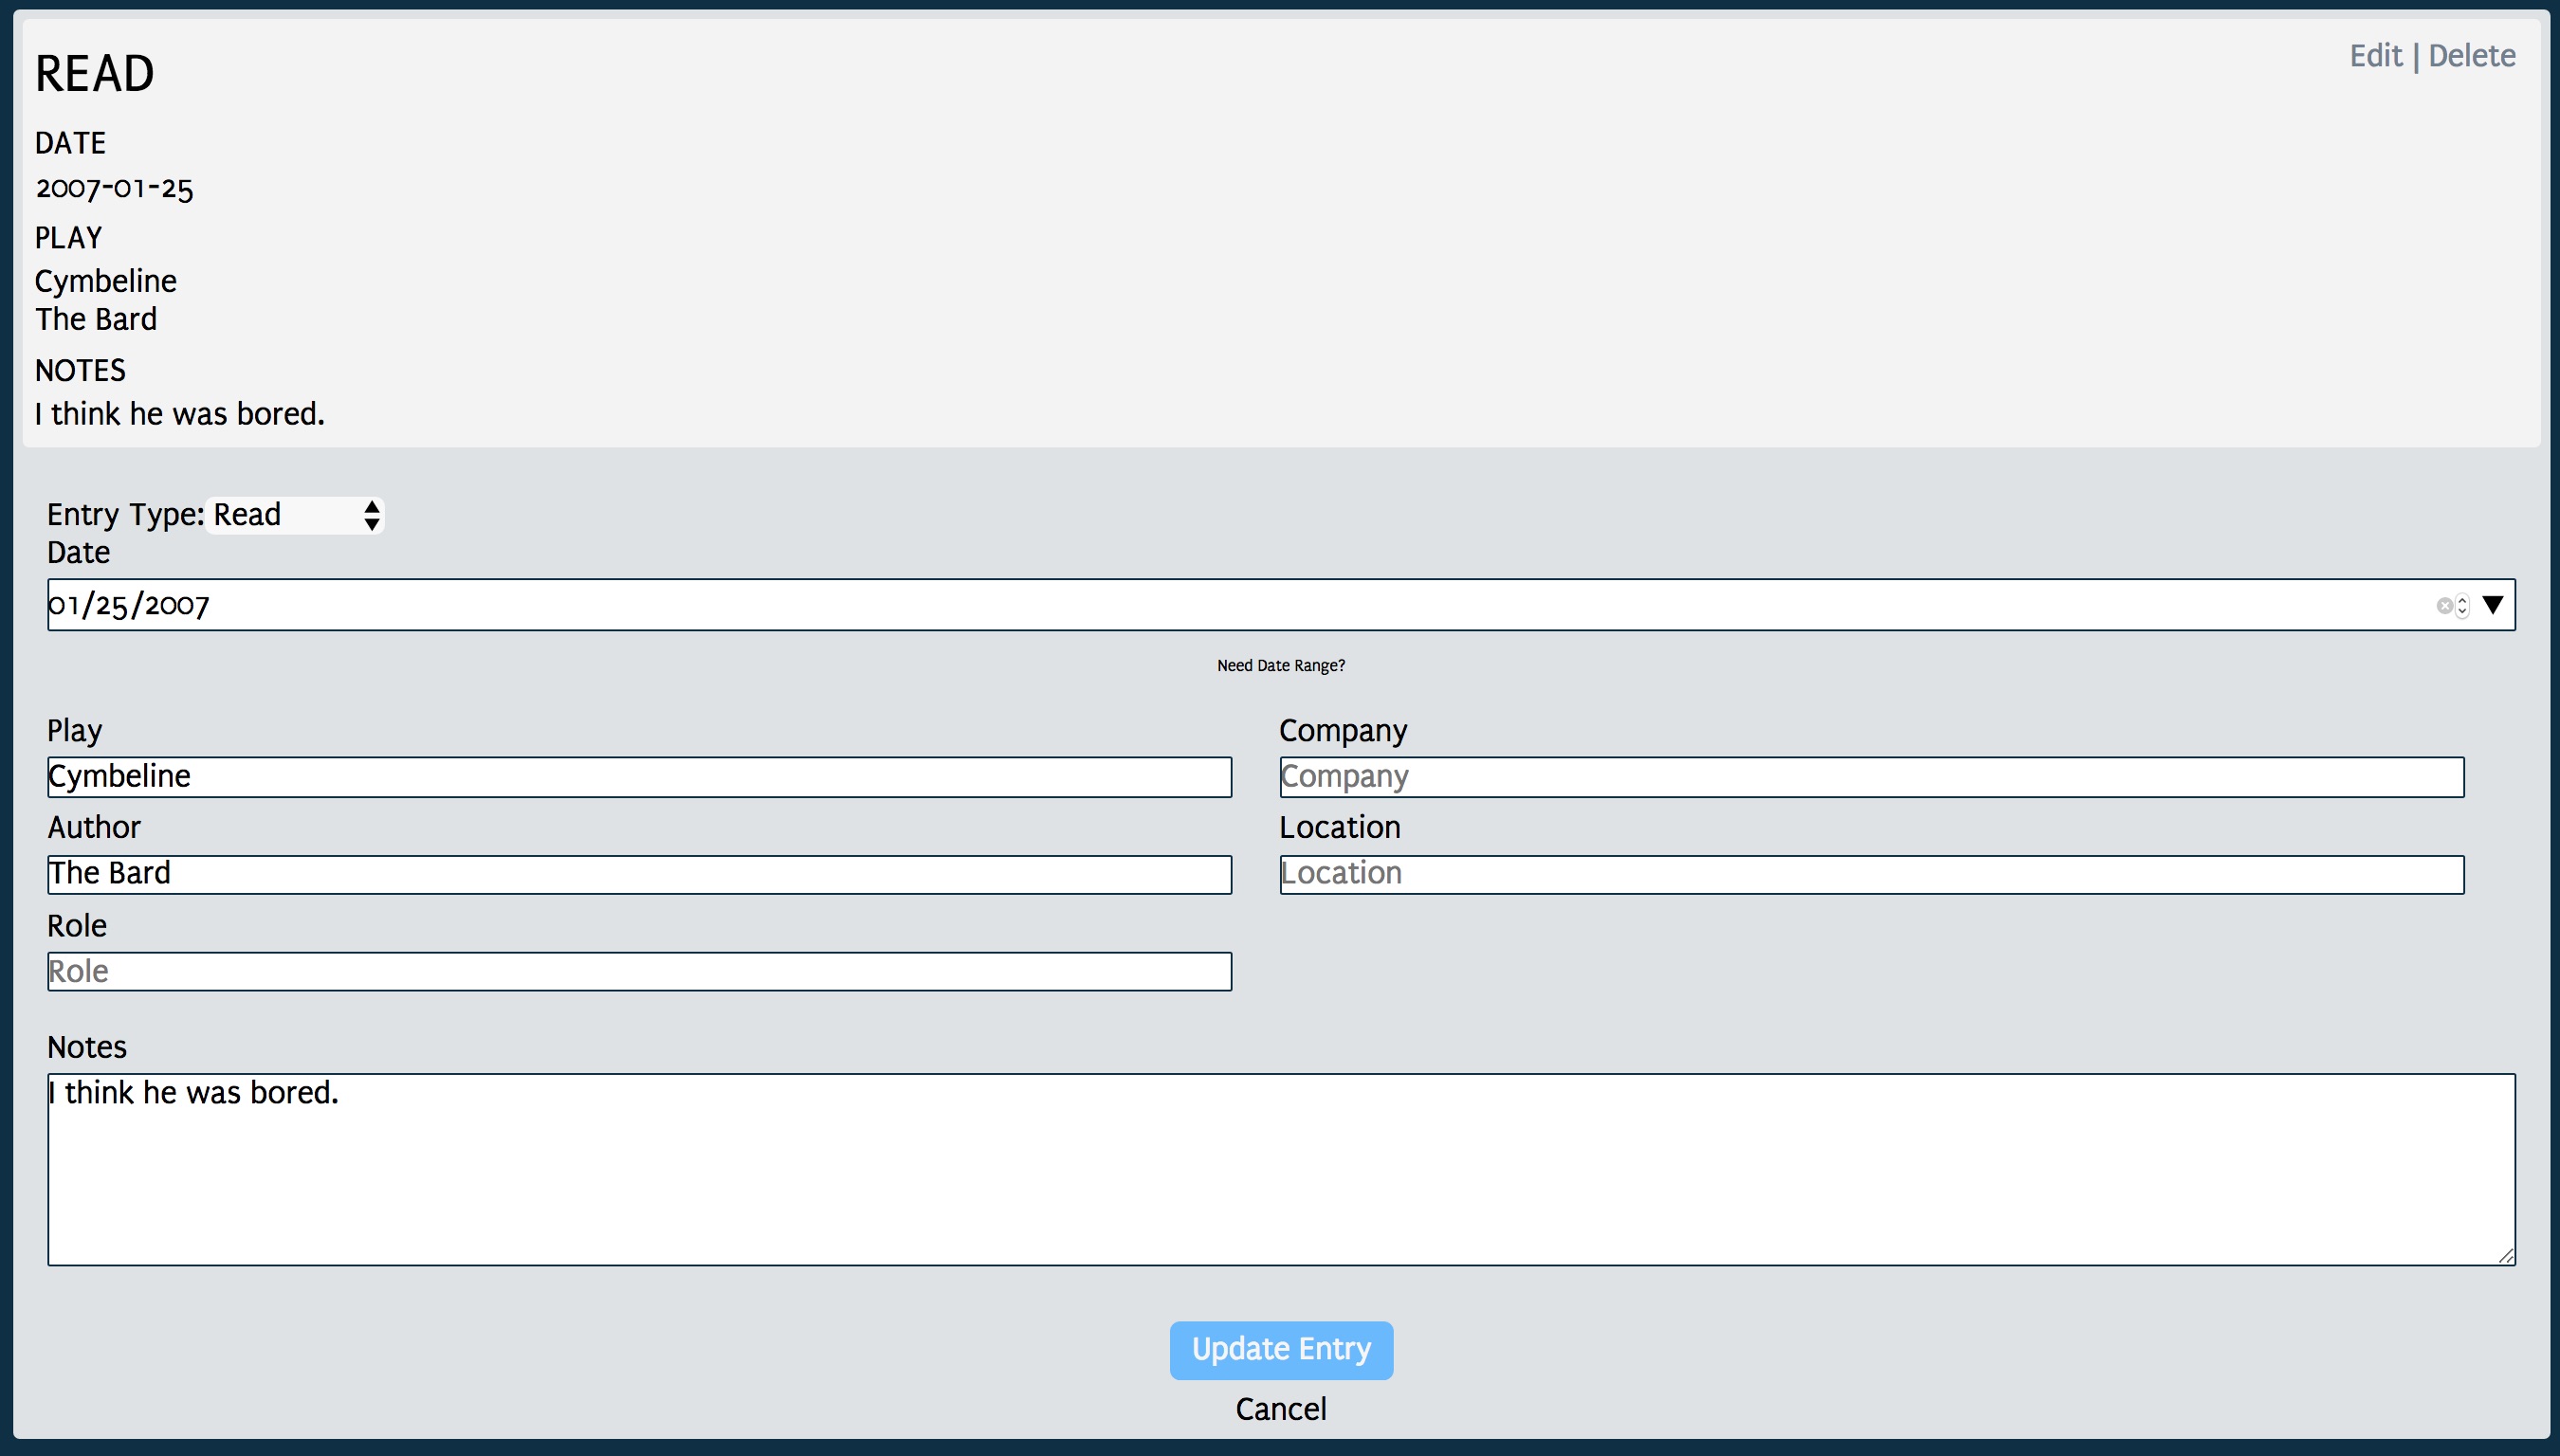 READ
Edit | Delete
DATE
2007-01-25
PLAY
Cymbeline
The Bard
NOTES
I think he was bored.
Entry Type: Read
Date
01/25/2007
Need Date Range?
Play
Cymbeline
Company
Company
Author
The Bard
Location
Location
Role
Role
Notes
I think he was bored.
Update Entry
Cancel